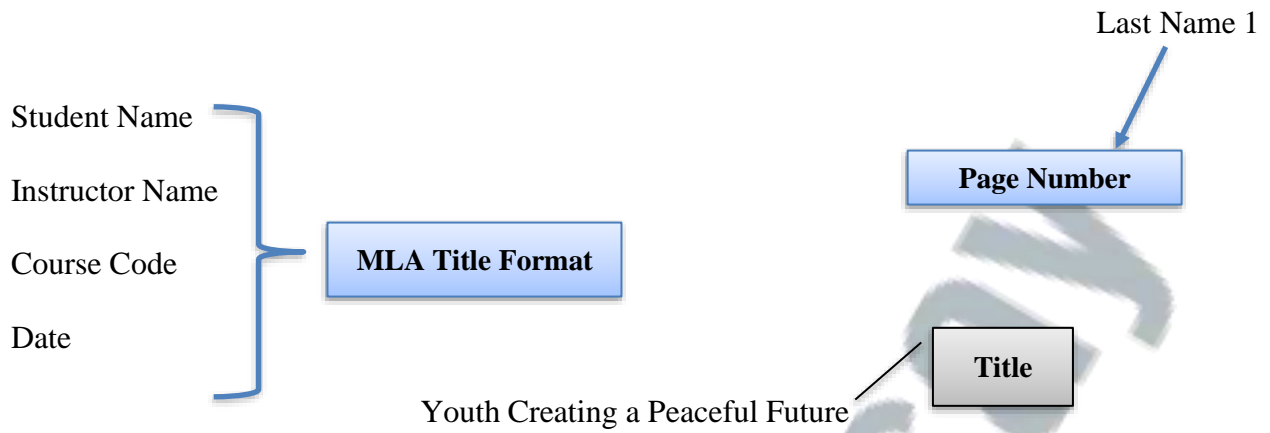 Last Name 1
Student Name
Page Number
Instructor Name
MLA Title Format
Course Code
Date
Title
Youth Creating a Peaceful Future